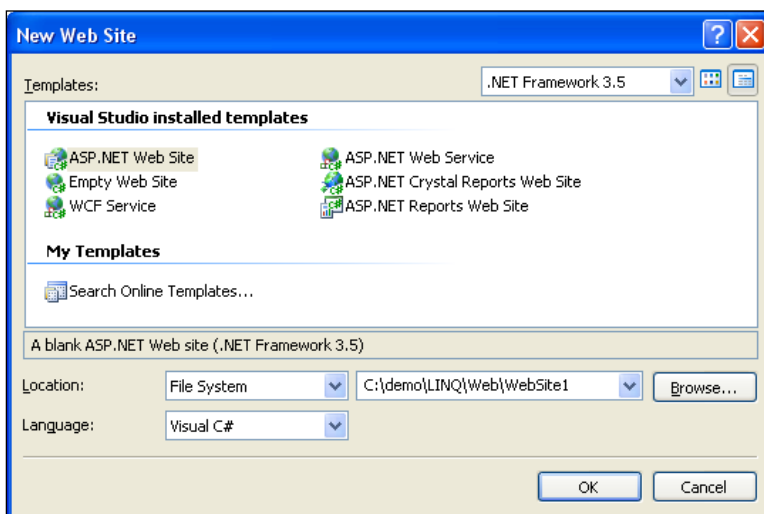 New Web Site
Templates:
.NET Framework 3.5
Visual Studio installed templates
ASP.NET Web Site
ASP.NET Web Service
Empty Web Site
ASP.NET Crystal Reports Web Site
WCF Service
ASP.NET Reports Web Site
My Templates
Search Online Templates...
A blank ASP.NET Web site (.NET Framework 3.5)
Location:
File System
C:\demo\LINQ\Web\WebSite1
Browse...
Language:
Visual C#
OK
Cancel